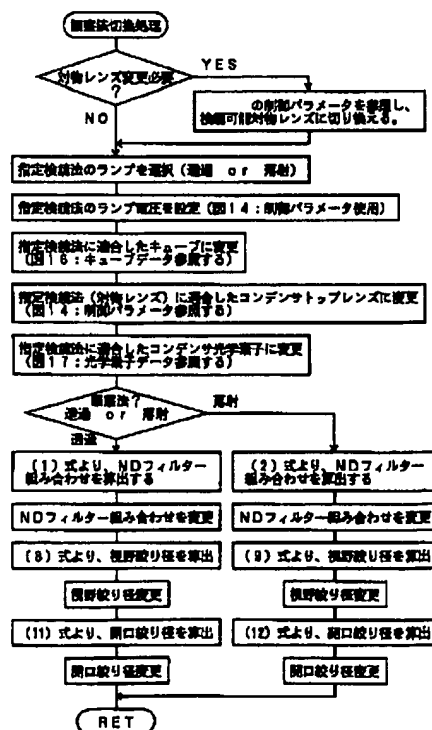 検鏡法切換処理
対物レンズ変更必要
?
YES
NO
の制御パラメータを参照し、
検鏡可能対物レンズに切り換える。
指定検鏡法のランプを選択(透過 or 落射)
指定検鏡法のランプ電圧を設定(図14:制御パラメータ使用)
指定検鏡法に適合したキューブに変更
(図16:キューブデータ参照する)
指定検鏡法(対物レンズ)に適合したコンデンサトップレンズに変更
(図14:制御パラメータ参照する)
指定検鏡法に適合したコンデンサ光学素子に変更
(図17:光学素子データ参照する)
検鏡法?
透過 or 落射
落射
透過
(1)式より、NDフィルター
組み合わせを算出する
NDフィルター組み合わせを変更
(8)式より、視野絞り径を算出
視野絞り径変更
(11)式より、開口絞り径を算出
開口絞り径変更
(2)式より、NDフィルター
組み合わせを算出する
NDフィルター組み合わせを変更
(9)式より、視野絞り径を算出
視野絞り径変更
(12)式より、開口絞り径を算出
開口絞り径変更
RET